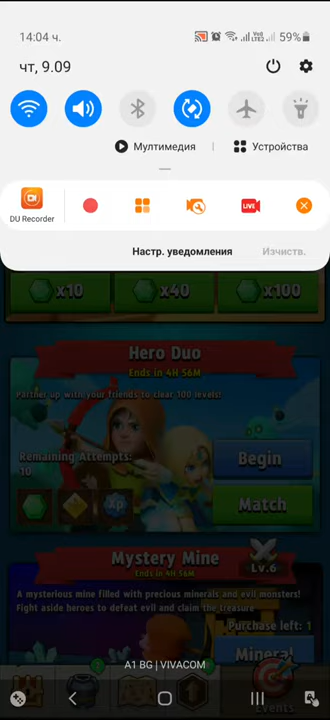 14:04 ч.
59%
чт, 9.09
Мултимедия
Устройства
DU Recorder
LIVE
Настр. уведомления
Изчиств.
x10
x40
x100
Hero Duo
Ends in 4H 56M
Partner up with your friends to clear 100 levels!
Remaining Attempts:
10
Begin
Xp
Match
Mystery Mine
Ends in 4H 56M
Lv.6
A mysterious mine filled with precious minerals and evil monsters!
Fight aside heroes to defeat evil and claim the treasure
Purchase left: 1
Mineral
A1 BG | VIVACOM
Events